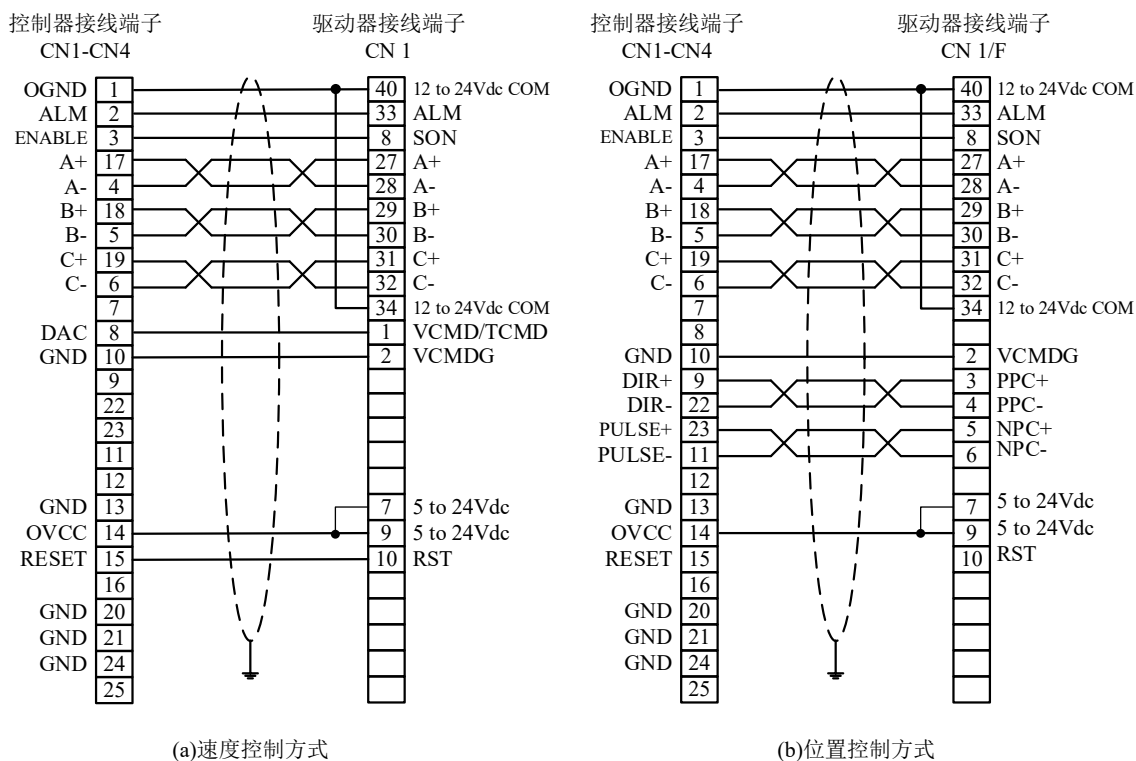 控制器接线端子 驱动器接线端子
CN1-CN4 CN 1
OGND 1 40 12 to 24Vdc COM
ALM 2 33 ALM
ENABLE 3 8 SON
A+ 17 27 A+
A- 4 28 A-
B+ 18 29 B+
B- 5 30 B-
C+ 19 31 C+
C- 6 32 C-
7 34 12 to 24Vdc COM
DAC 8 1 VCMD/TCMD
GND 10 2 VCMDG
9
22
23
11
12
GND 13 7 5 to 24Vdc
OVCC 14 9 5 to 24Vdc
RESET 15 10 RST
16
GND 20
GND 21
GND 24
25
(a)速度控制方式
控制器接线端子 驱动器接线端子
CN1-CN4 CN 1/F
OGND 1 40 12 to 24Vdc COM
ALM 2 33 ALM
ENABLE 3 8 SON
A+ 17 27 A+
A- 4 28 A-
B+ 18 29 B+
B- 5 30 B-
C+ 19 31 C+
C- 6 32 C-
7 34 12 to 24Vdc COM
8
GND 10 2 VCMDG
DIR+ 9 3 PPC+
DIR- 22 4 PPC-
PULSE+ 23 5 NPC+
PULSE- 11 6 NPC-
12
GND 13 7 5 to 24Vdc
OVCC 14 9 5 to 24Vdc
RESET 15 10 RST
16
GND 20
GND 21
GND 24
25
(b)位置控制方式